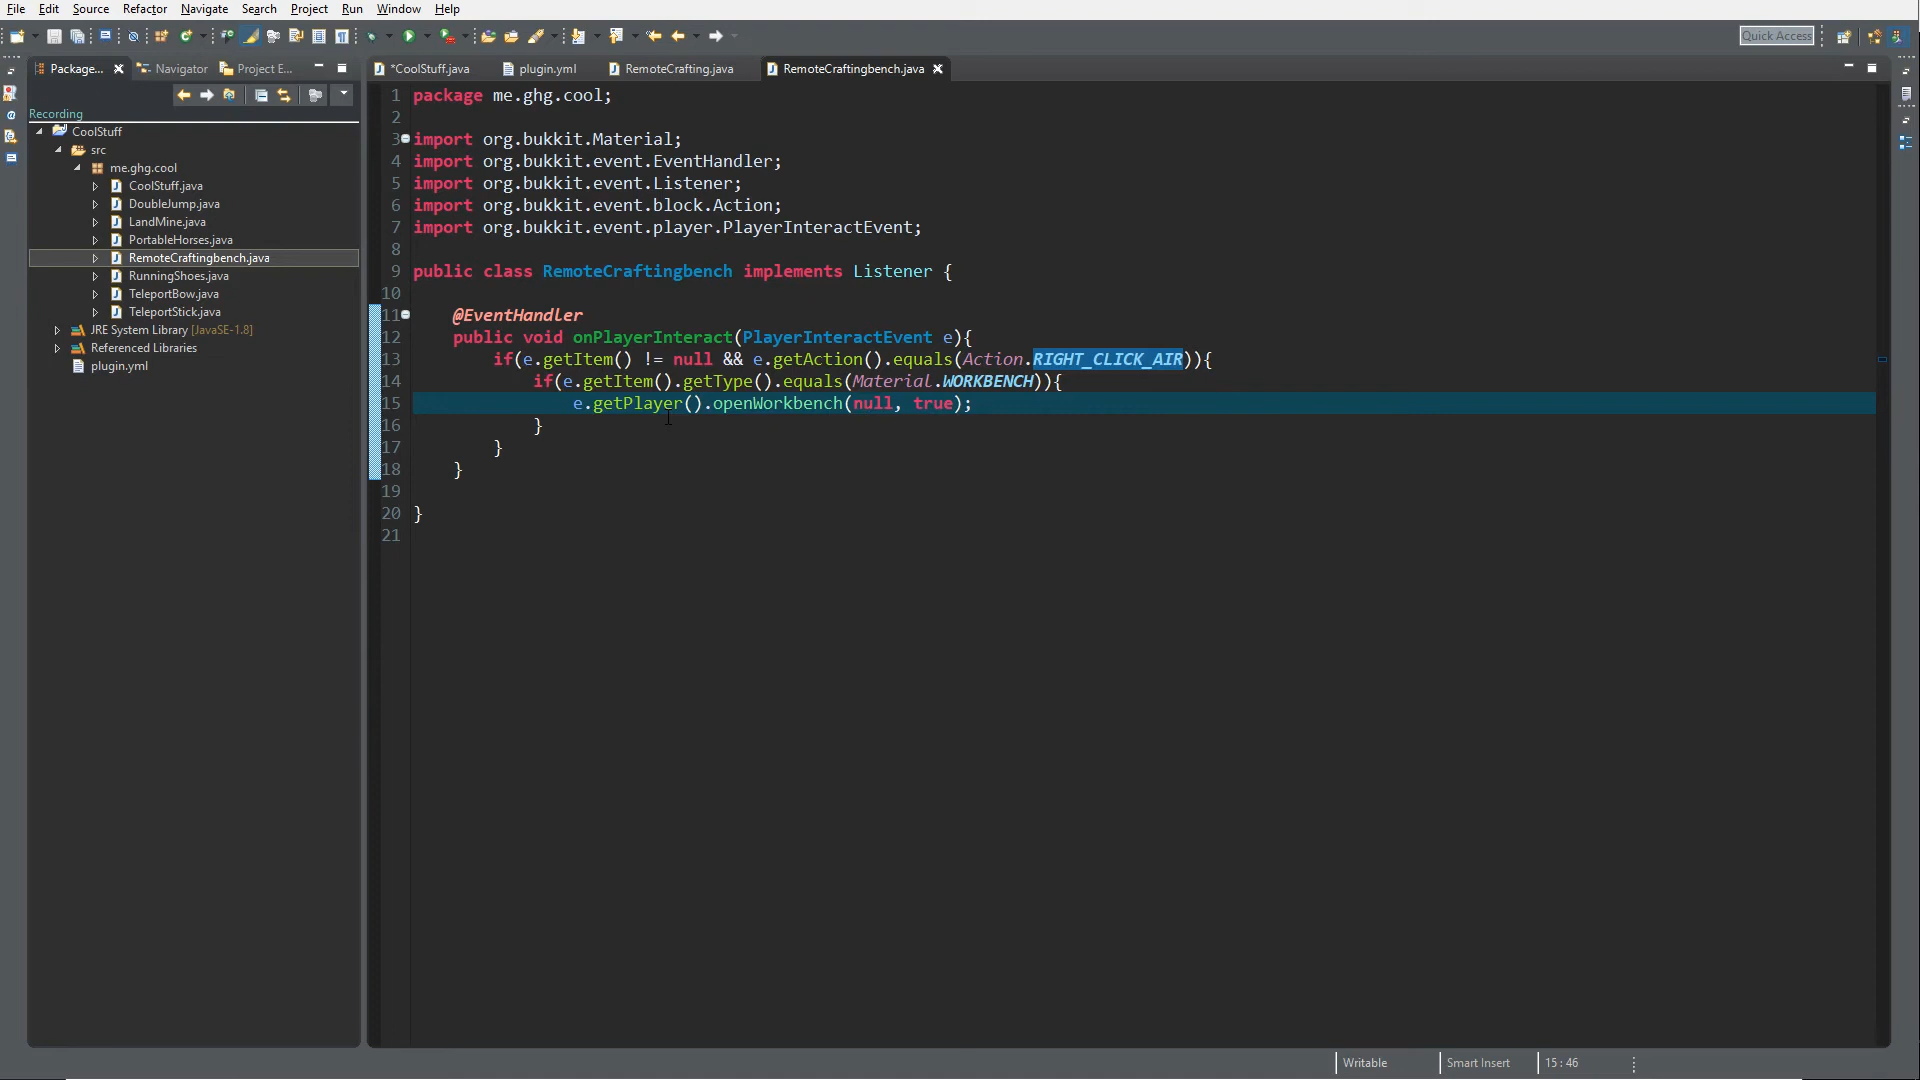 File Edit Source Refactor Navigate Search Project Run Window Help
Quick Access
Package... Navigator Project E...
*CoolStuff.java plugin.yml RemoteCrafting.java RemoteCraftingbench.java
Recording
CoolStuff
src
me.ghg.cool
CoolStuff.java
DoubleJump.java
LandMine.java
PortableHorses.java
RemoteCraftingbench.java
RunningShoes.java
TeleportBow.java
TeleportStick.java
JRE System Library [JavaSE-1.8]
Referenced Libraries
plugin.yml
1 package me.ghg.cool;
2
3 import org.bukkit.Material;
4 import org.bukkit.event.EventHandler;
5 import org.bukkit.event.Listener;
6 import org.bukkit.event.block.Action;
7 import org.bukkit.event.player.PlayerInteractEvent;
8
9 public class RemoteCraftingbench implements Listener {
10
11 @EventHandler
12 public void onPlayerInteract(PlayerInteractEvent e){
13 if(e.getItem() != null && e.getAction().equals(Action.RIGHT_CLICK_AIR)){
14 if(e.getItem().getType().equals(Material.WORKBENCH)){
15 e.getPlayer().openWorkbench(null, true);
16 }
17 }
18 }
19
20 }
21
Writable Smart Insert 15 : 46